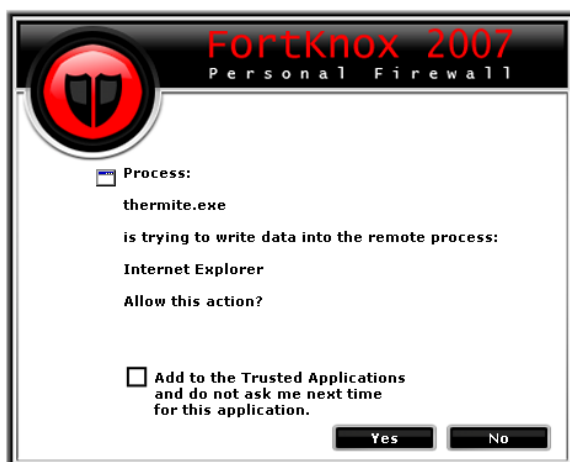 FortKnox 2007
Personal Firewall
Process:
thermite.exe
is trying to write data into the remote process:
Internet Explorer
Allow this action?
Add to the Trusted Applications
and do not ask me next time
for this application.
Yes
No